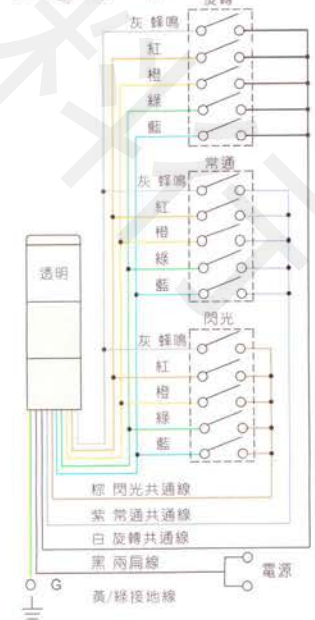 旋轉
灰 蜂鳴
紅
橙
綠
藍
常通
灰 蜂鳴
紅
橙
綠
藍
透明
閃光
灰 蜂鳴
紅
橙
綠
藍
棕 閃光共通線
紫 常通共通線
白 旋轉共通線
黑 兩肩線
電源
G
黃/綠接地線